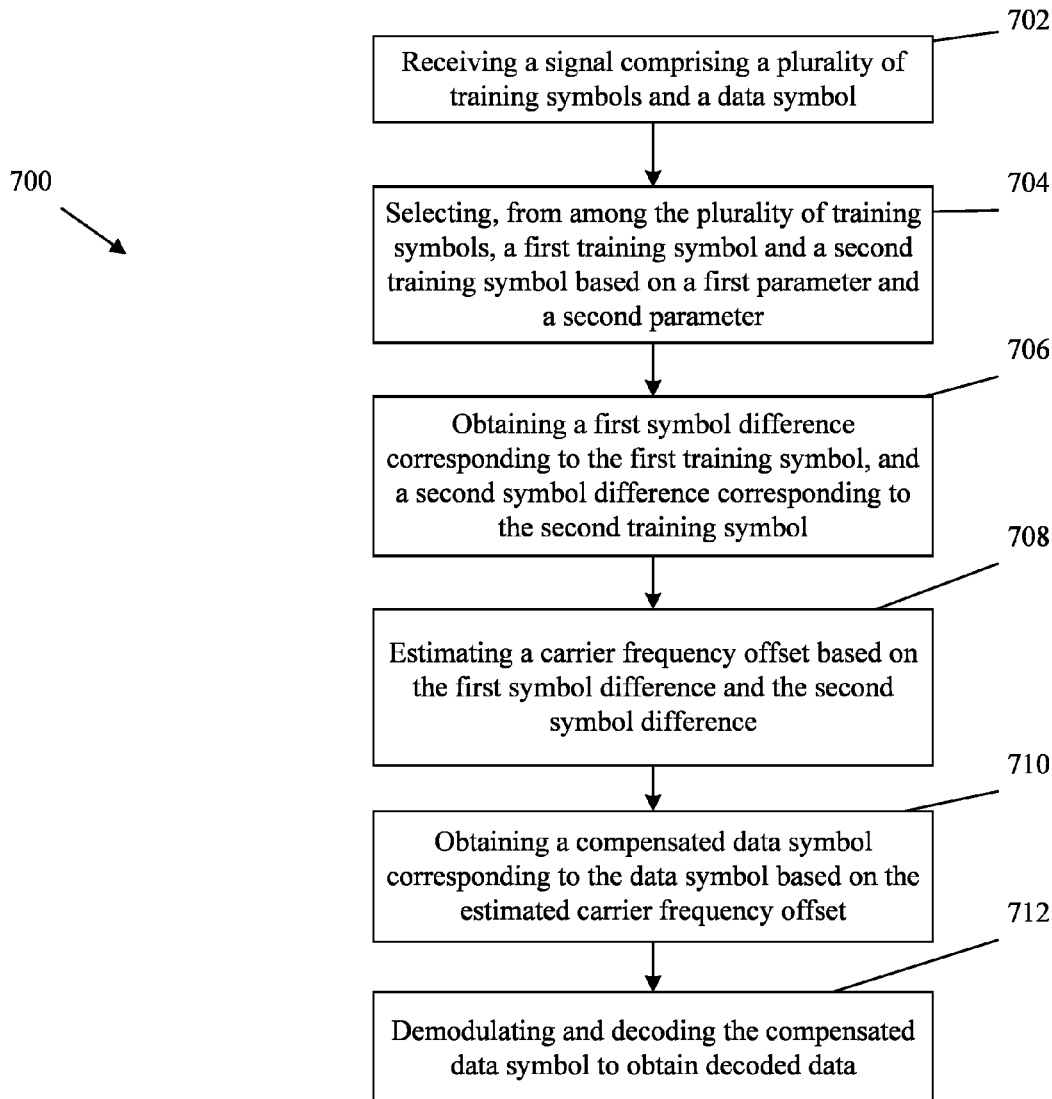 702
Receiving a signal comprising a plurality of
training symbols and a data symbol
700
704
Selecting, from among the plurality of training
symbols, a first training symbol and a second
training symbol based on a first parameter and
a second parameter
706
Obtaining a first symbol difference
corresponding to the first training symbol, and
a second symbol difference corresponding to
the second training symbol
708
Estimating a carrier frequency offset based on
the first symbol difference and the second
symbol difference
710
Obtaining a compensated data symbol
corresponding to the data symbol based on the
estimated carrier frequency offset
712
Demodulating and decoding the compensated
data symbol to obtain decoded data